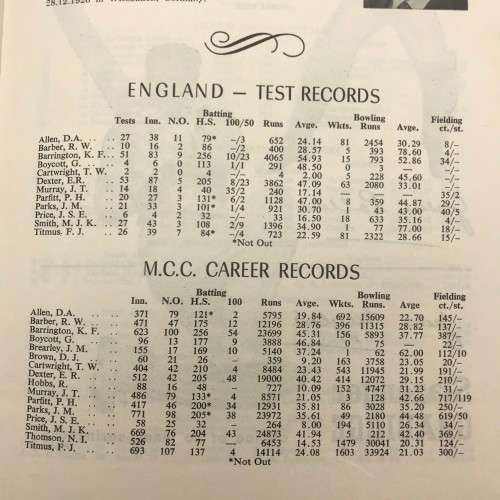 28.12.1926 in Wiesbaden, Germany.
ENGLAND — TEST RECORDS
Batting Bowling Fielding
Tests Inn. N.O. H.S. 100/50 Runs Avge. Wkts. Runs Avge. ct./st.
Allen, D.A. .. .. 27 38 11 79* –/3 652 24.14 81 2454 30.29 8/–
Barber, R. W. .. .. 10 16 2 86 –/2 400 28.57 5 393 78.60 4/–
Barrington, K. F. .. 51 83 9 256 10/23 4065 54.93 15 793 52.86 34/–
Boycott, G. .. .. 4 6 0 113 1/1 291 48.50 0 3 – –/–
Cartwright, T. W. 2 2 0 4 –/– 4 2.00 5 228 45.60 –/–
Dexter, E.R. .. .. 53 87 5 205 8/23 3862 47.09 63 2080 33.01
Murray, J. T. .. .. 14 18 4 40 240 17.14 35/2
Parfitt, P. H. .. .. 20 27 3 131* 6/2 1128 47.00 8 359 44.87 29/–
Parks, J. M. .. .. 21 33 3 101* 1/4 921 30.70 1 43 43.00 40/5
Price, J. S. E. .. .. 6 4 2 32 –/– 33 16.50 18 633 35.16 4/–
Smith, M. J. K. .. 27 43 3 108 2/9 1396 34.90 1 77 77.00 18/–
Titmus. F. J. .. .. 26 39 7 84* –/4 723 22.59 81 2322 28.66 15/–
*Not Out
M.C.C. CAREER RECORDS
Batting Bowling Fielding
Inn. N.O. H.S. 100 Runs Avge. Wkts. Runs. Avge ct./st.
Allen, D.A. .. .. 371 79 121* 2 5795 19.84 692 15609 22.70 145/–
Barber, R. W. .. .. 471 47 175 12 12196 28.76 396 11315 28.82 137/–
Barrington, K. F. .. 623 100 256 54 23699 45.31 156 5893 37.77 387/–
Boycott, G. .. .. 96 13 177 9 3888 46.84 0 75 – 22/–
Brearley, J. M. .. .. 155 17 169 10 5140 37.24 1 62 62.00 112/10
Brown, D. J. .. .. 60 21 26 – 359 9.20 163 3758 23.05 20/–
Cartwright, T. W. .. 404 42 210 4 8484 23.43 543 11945 21.99 191/–
Dexter, E. R. .. .. 512 42 205 48 19000 40.42 414 12072 29.15 210/–
Hobbs, R. .. .. 88 16 48 – 727 10.09 152 4747 31.23 31/–
Murray, J. T. .. .. 486 79 133* 4 8571 21.05 3 128 42.66 717/119
Parfitt, P. H. .. .. 417 46 200* 34 12931 35.81 86 3028 35.20 250/–
Parks, J. M. .. .. 771 98 205* 38 23972 35.61 49 2180 44.48 619/50
Price, J. S. E. .. .. 58 25 32 – 264 8.00 194 5110 26.34 34/–
Smith, M. J. K. .. .. 669 76 204 43 24873 41.94 5 212 42.40 369/–
Thomson, N. I. .. .. 526 82 77 – 6453 14.53 1479 30041 20.31 124/–
Titmus, F. J. .. .. 693 107 137 4 14114 24.08 1603 33924 21.03 300/–
*Not Out